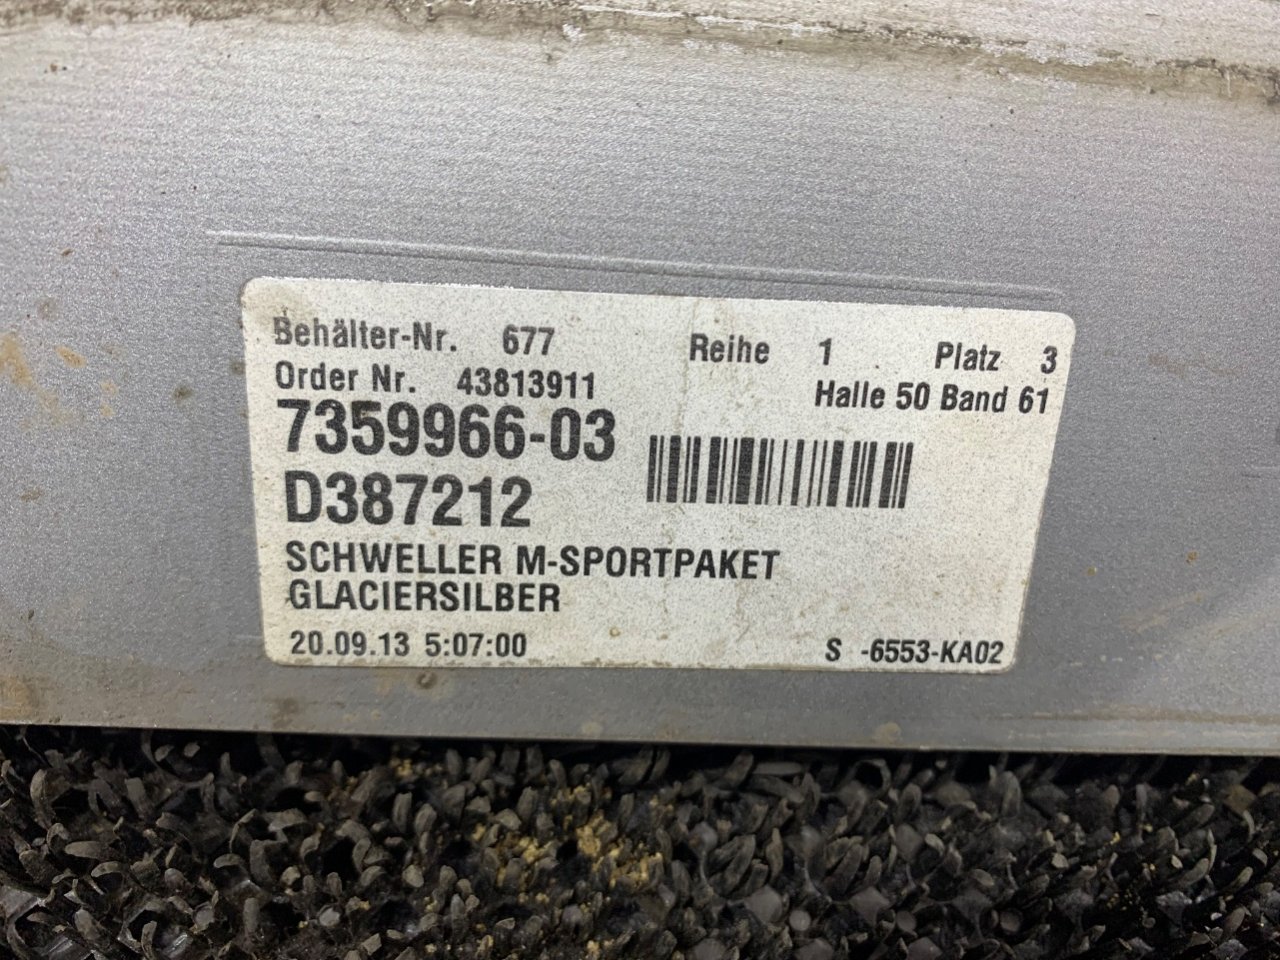 Behälter-Nr. 677 Reihe 1 Platz 3
Order Nr. 43813911 Halle 50 Band 61
7359966-03
D387212
SCHWELLER M-SPORTPAKET
GLACIERSILBER
20.09.13 5:07:00 S -6553-KA02